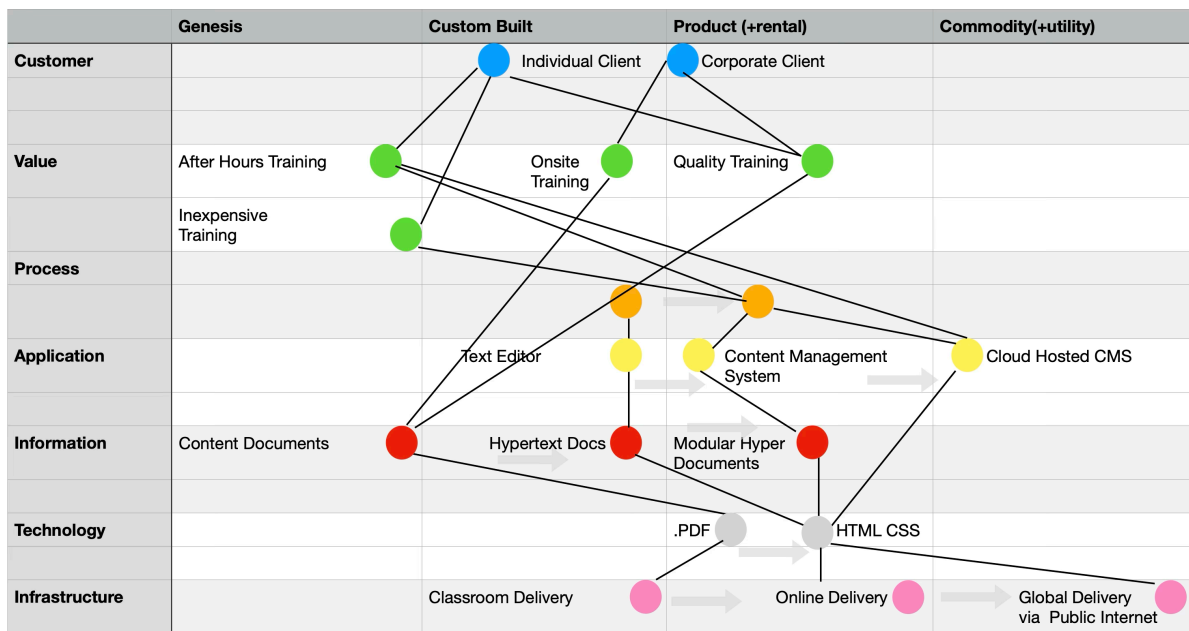 Genesis
Custom Built
Product (+rental)
Commodity(+utility)
Customer
Individual Client
Corporate Client
Value
After Hours Training
Onsite
Training
Quality Training
Inexpensive
Training
Process
Application
Text Editor
Content Management
System
Cloud Hosted CMS
Information
Content Documents
Hypertext Docs
Modular Hyper
Documents
Technology
.PDF
HTML CSS
Infrastructure
Classroom Delivery
Online Delivery
Global Delivery
via  Public Internet